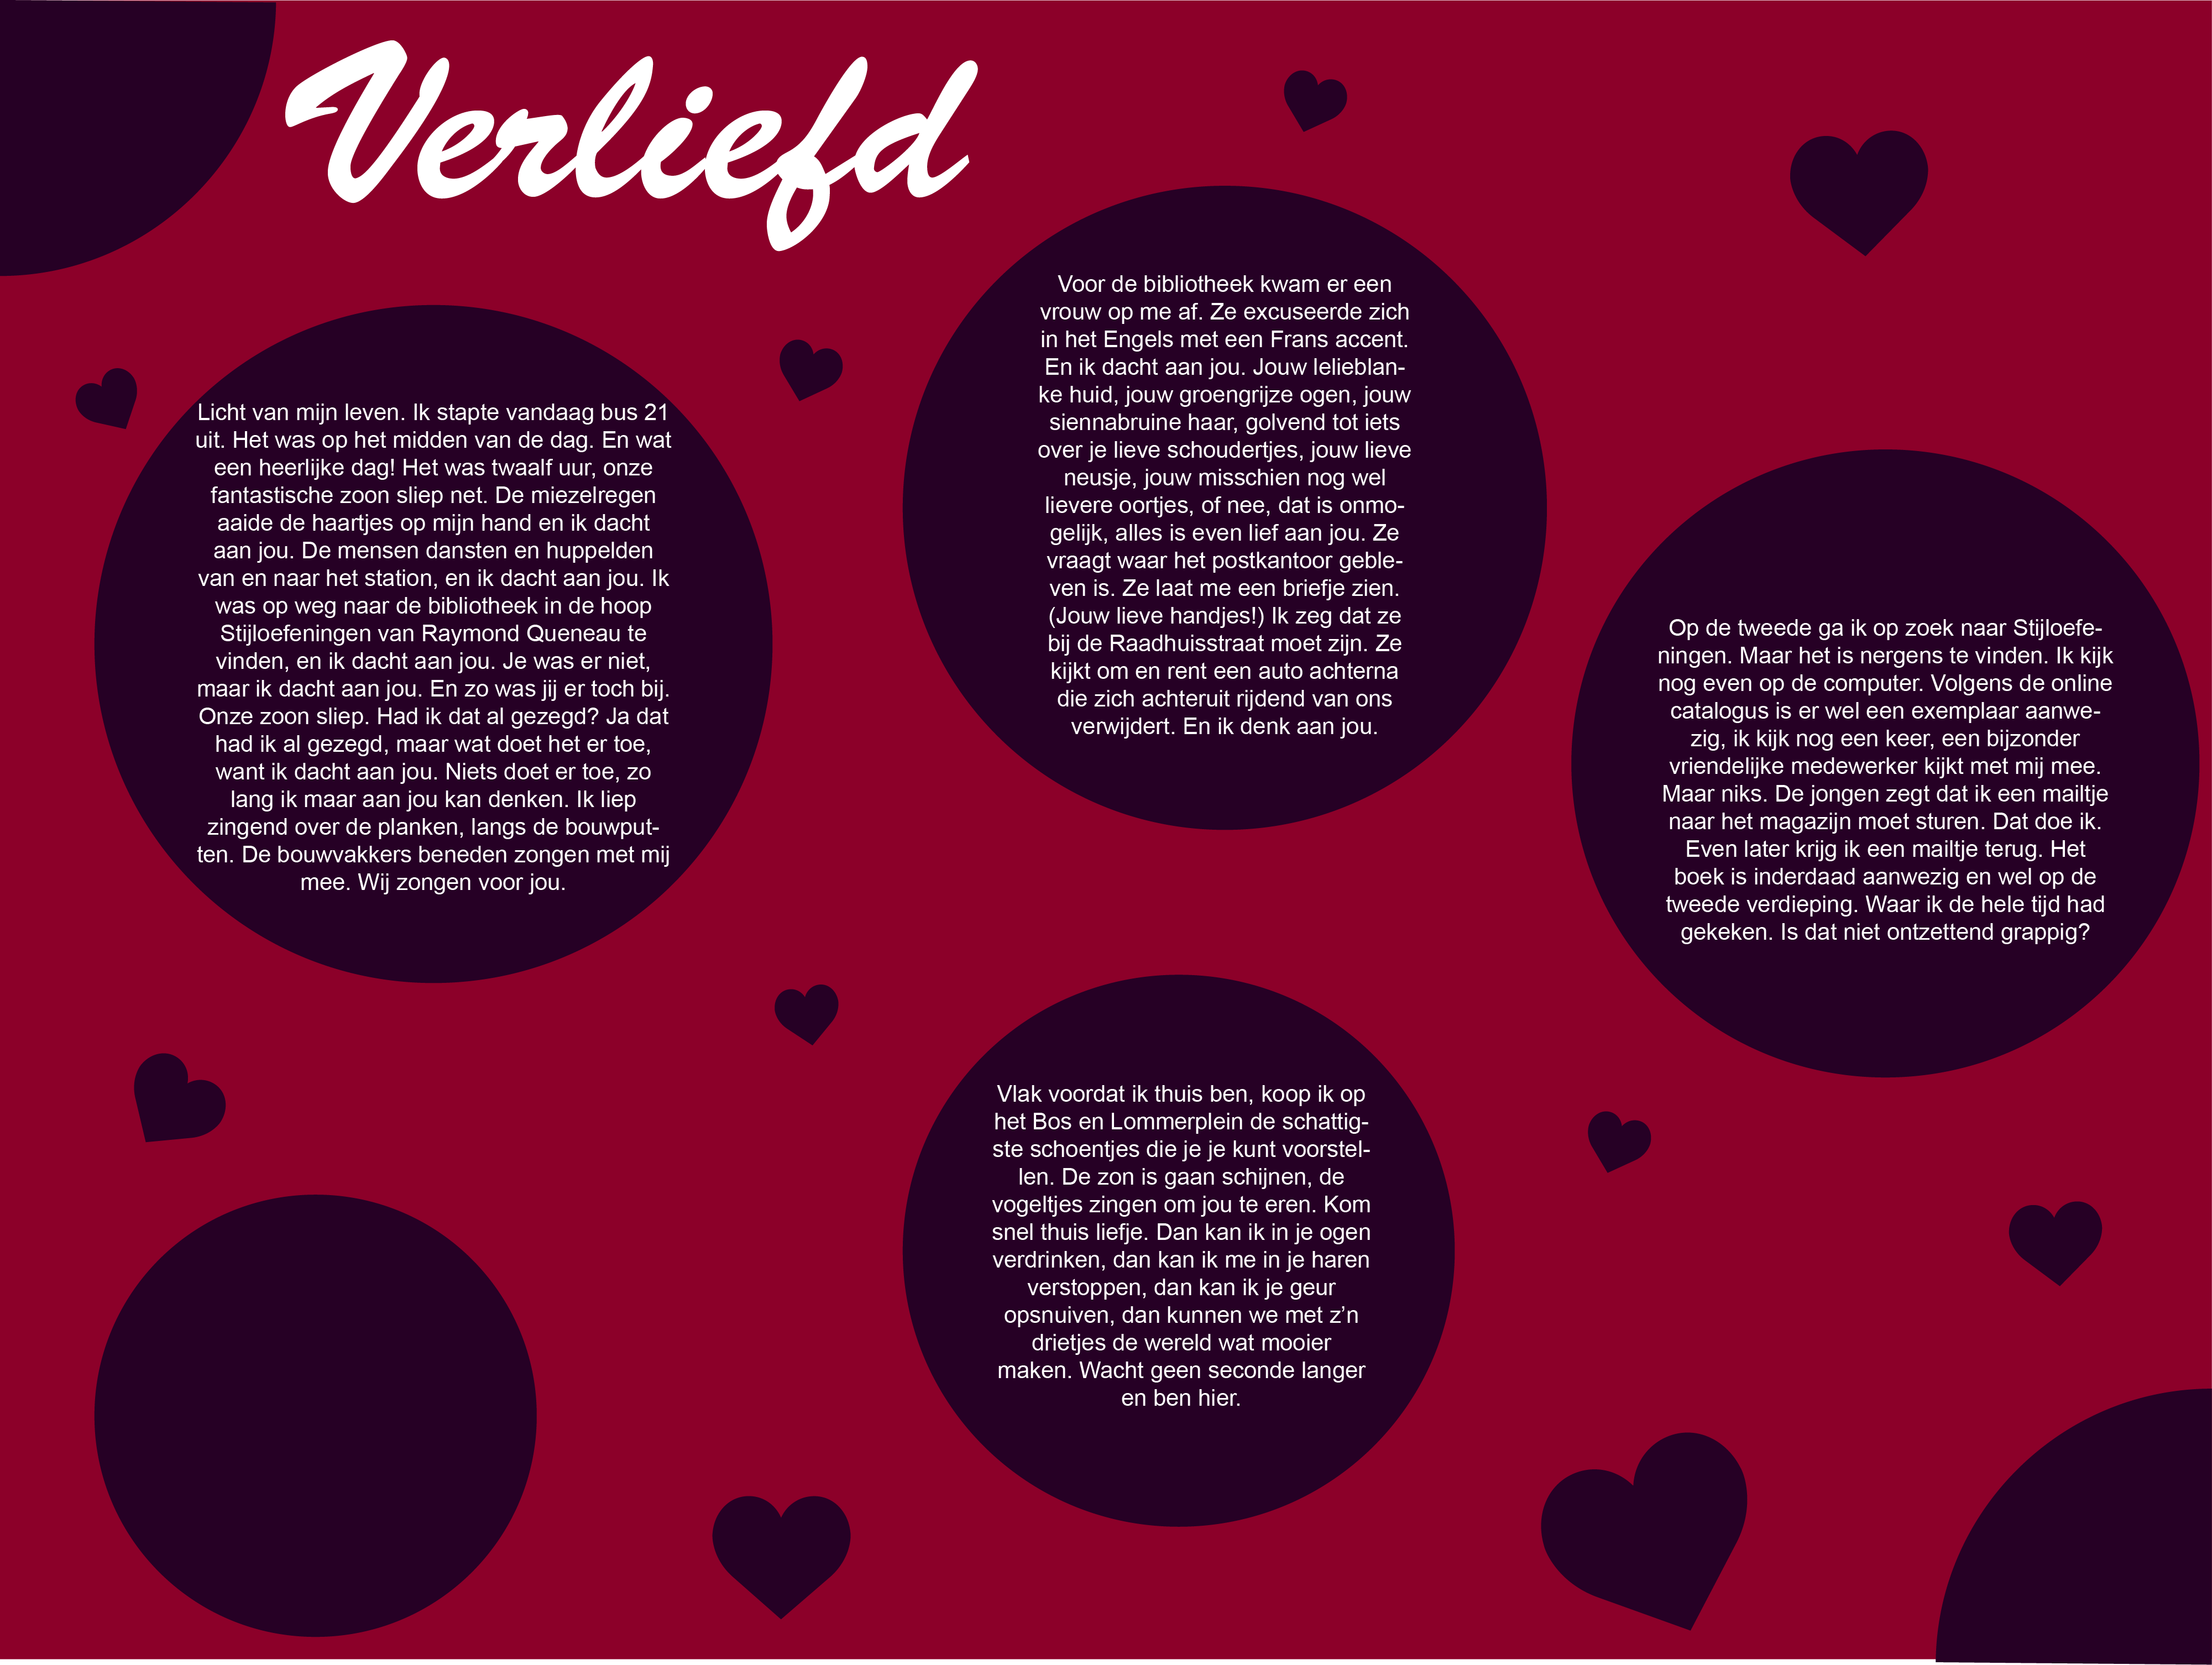 Verliefd
Licht van mijn leven. Ik stapte vandaag bus 21
uit. Het was op het midden van de dag. En wat
een heerlijke dag! Het was twaalf uur, onze
fantastische zoon sliep net. De miezelregen
aaide de haartjes op mijn hand en ik dacht
aan jou. De mensen dansten en huppelden
van en naar het station, en ik dacht aan jou. Ik
was op weg naar de bibliotheek in de hoop
Stijloefeningen van Raymond Queneau te
vinden, en ik dacht aan jou. Je was er niet,
maar ik dacht aan jou. En zo was jij er toch bij.
Onze zoon sliep. Had ik dat al gezegd? Ja dat
had ik al gezegd, maar wat doet het er toe,
want ik dacht aan jou. Niets doet er toe, zo
lang ik maar aan jou kan denken. Ik liep
zingend over de planken, langs de bouwput-
ten. De bouwvakkers beneden zongen met mij
mee. Wij zongen voor jou.
Voor de bibliotheek kwam er een
vrouw op me af. Ze excuseerde zich
in het Engels met een Frans accent.
En ik dacht aan jou. Jouw lelieblan-
ke huid, jouw groengrijze ogen, jouw
siennabruine haar, golvend tot iets
over je lieve schoudertjes, jouw lieve
neusje, jouw misschien nog wel
lievere oortjes, of nee, dat is onmo-
gelijk, alles is even lief aan jou. Ze
vraagt waar het postkantoor geble-
ven is. Ze laat me een briefje zien.
(Jouw lieve handjes!) Ik zeg dat ze
bij de Raadhuisstraat moet zijn. Ze
kijkt om en rent een auto achterna
die zich achteruit rijdend van ons
verwijdert. En ik denk aan jou.
Op de tweede ga ik op zoek naar Stijloefe-
ningen. Maar het is nergens te vinden. Ik kijk
nog even op de computer. Volgens de online
catalogus is er wel een exemplaar aanwe-
zig, ik kijk nog een keer, een bijzonder
vriendelijke medewerker kijkt met mij mee.
Maar niks. De jongen zegt dat ik een mailtje
naar het magazijn moet sturen. Dat doe ik.
Even later krijg ik een mailtje terug. Het
boek is inderdaad aanwezig en wel op de
tweede verdieping. Waar ik de hele tijd had
gekeken. Is dat niet ontzettend grappig?
Vlak voordat ik thuis ben, koop ik op
het Bos en Lommerplein de schattig-
ste schoentjes die je je kunt voorstel-
len. De zon is gaan schijnen, de
vogeltjes zingen om jou te eren. Kom
snel thuis liefje. Dan kan ik in je ogen
verdrinken, dan kan ik me in je haren
verstoppen, dan kan ik je geur
opsnuiven, dan kunnen we met z’n
drietjes de wereld wat mooier
maken. Wacht geen seconde langer
en ben hier.